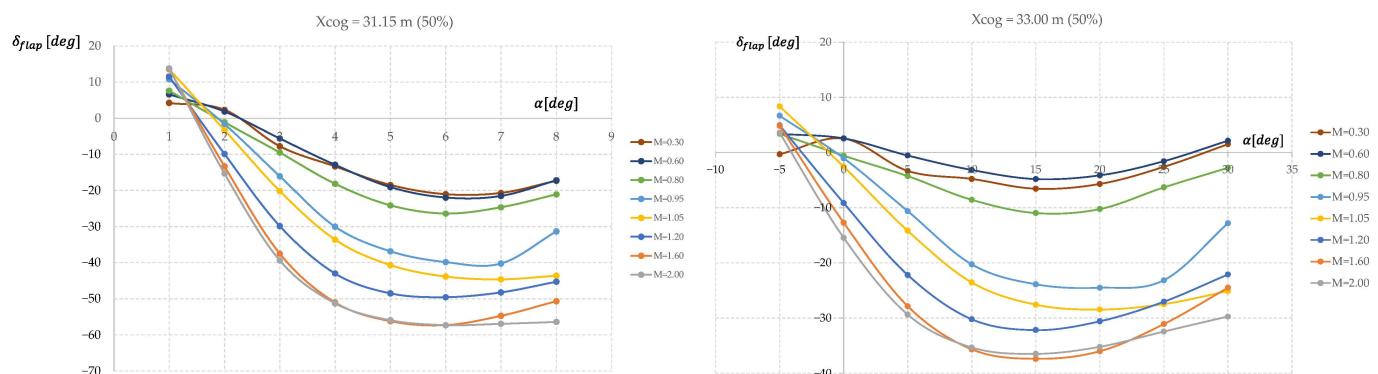 Xcog = 31.15 m (50%)
δflap [deg]
20
10
0
−10
−20
−30
−40
−50
−60
−70
0
1
2
3
4
5
6
7
8
9
α[deg]
M=0.30
M=0.60
M=0.80
M=0.95
M=1.05
M=1.20
M=1.60
M=2.00
Xcog = 33.00 m (50%)
δflap [deg]
20
10
0
−10
−20
−30
−40
−10
−5
0
5
10
15
20
25
30
35
α[deg]
M=0.30
M=0.60
M=0.80
M=0.95
M=1.05
M=1.20
M=1.60
M=2.00